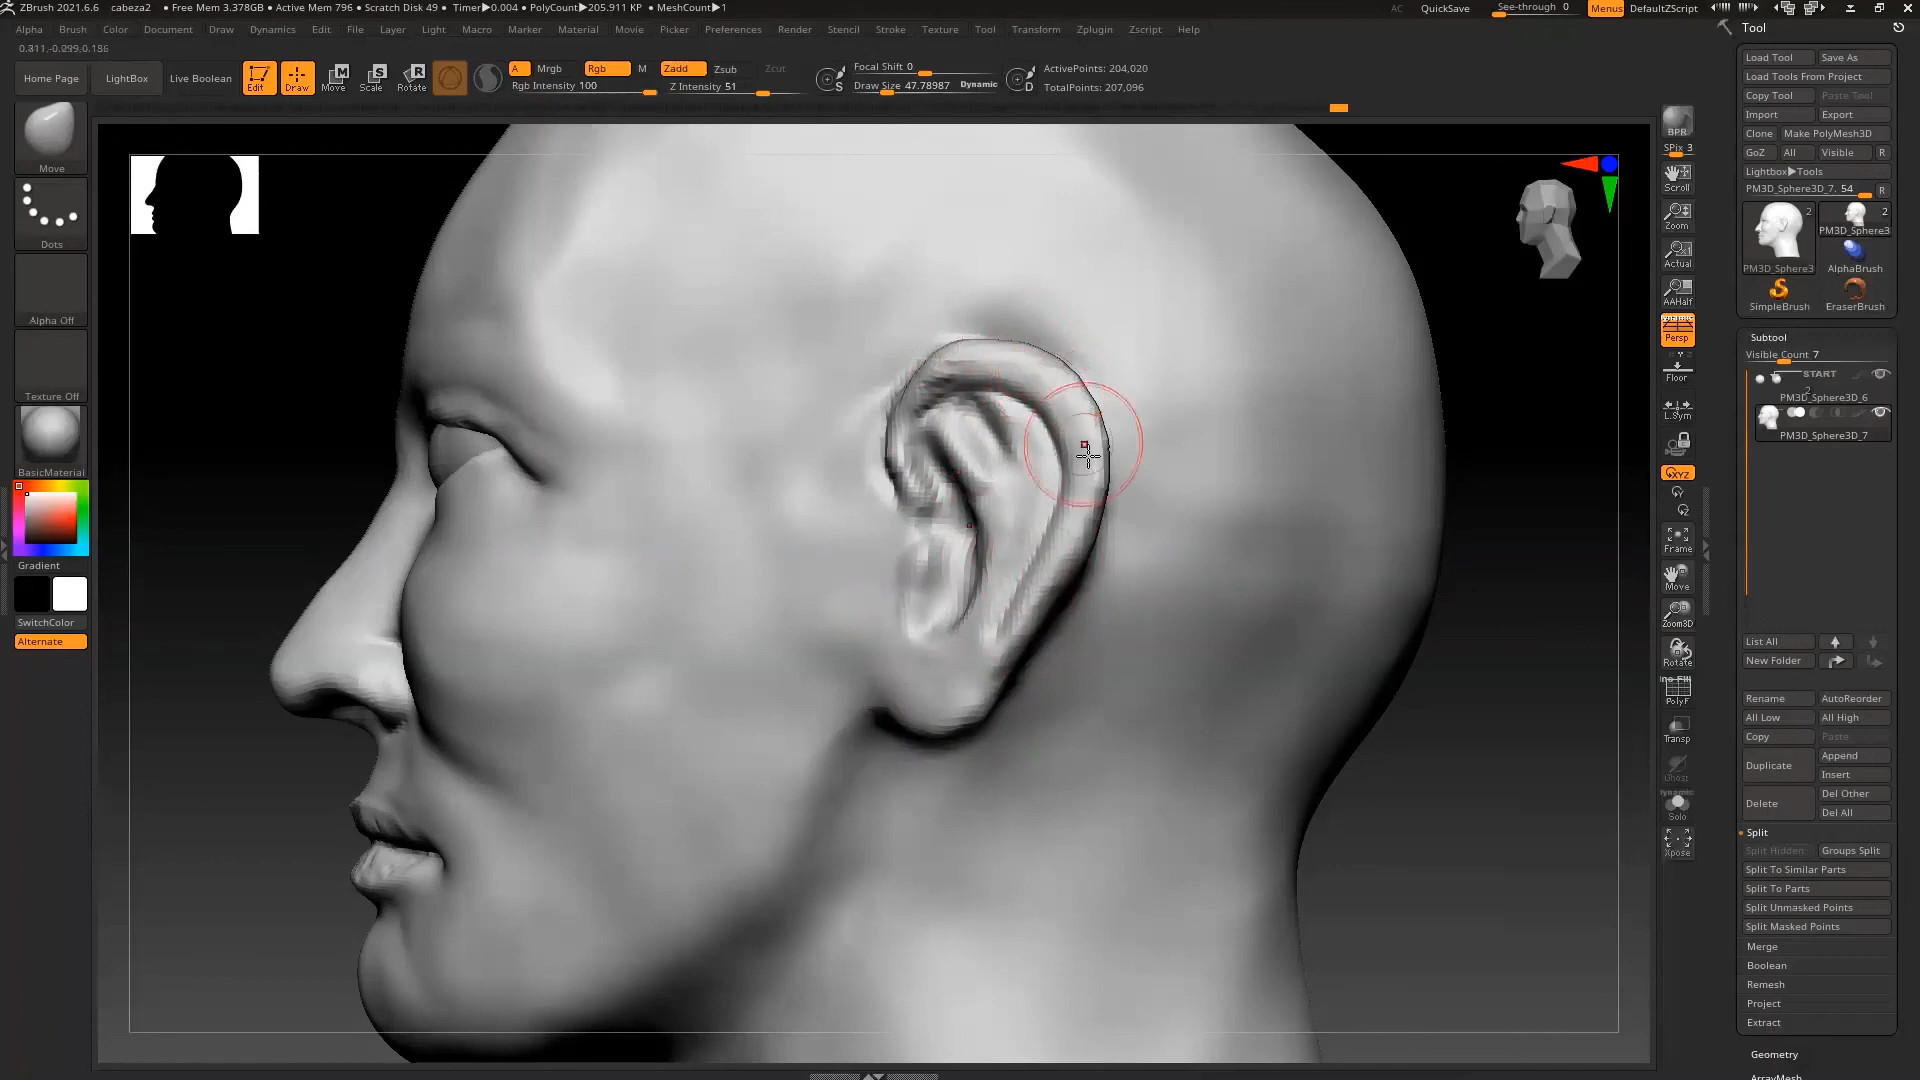 ZBrush 2021.6.6 cabeza2 ● Free Mem 3.378GB ● Active Mem 796 ● Scratch Disk 49 ● Timer▶0.004 ● PolyCount▶205.911 KP ● MeshCount▶1 AC QuickSave See-through 0 Menus DefaultZScript
Alpha Brush Color Document Draw Dynamics Edit File Layer Light Macro Marker Material Movie Picker Preferences Render Stencil Stroke Texture Tool Transform Zplugin Zscript Help
Tool
Home Page LightBox Live Boolean Edit Draw Move Scale Rotate
A Mrgb Rgb M Zadd Zsub Zcut
Rgb Intensity 100 Z Intensity 51
Focal Shift 0
Draw Size 47.78987 Dynamic
S D
ActivePoints: 204,020
TotalPoints: 207,096
Move
Dots
Alpha Off
Texture Off
BasicMaterial
Gradient
SwitchColor
Alternate
BPR
SPix 3
Scroll
Zoom
Actual
AAHalf
Persp
Floor
L.Sym
XYZ
Frame
Move
Zoom3D
Rotate
PolyF
Transp
Ghost
Dynamic
Solo
Xpose
Load Tool Save As
Load Tools From Project
Copy Tool Paste Tool
Import Export
Clone Make PolyMesh3D
GoZ All Visible R
Lightbox▶Tools
PM3D_Sphere3D_7. 54 R
2 2
PM3D_Sphere3
PM3D_Sphere3 AlphaBrush
SimpleBrush EraserBrush
Subtool
Visible Count 7
START
2
PM3D_Sphere3D_6
PM3D_Sphere3D_7
List All
New Folder
Rename AutoReorder
All Low All High
Copy Paste
Duplicate Append
Insert
Delete Del Other
Del All
Split
Split Hidden Groups Split
Split To Similar Parts
Split To Parts
Split Unmasked Points
Split Masked Points
Merge
Boolean
Remesh
Project
Extract
Geometry
ArrayMesh